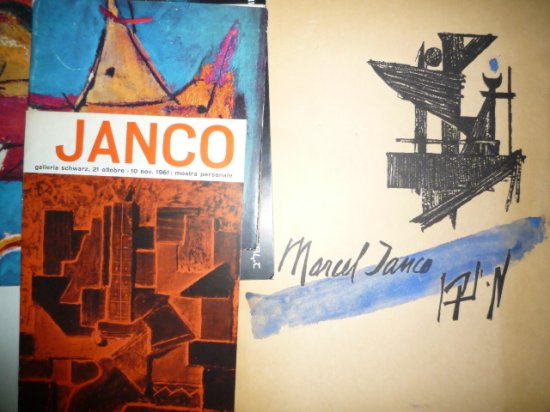 JANCO
galleria schwarz, 21 ottobre - 10 nov. 1961: mostra personale
Marcel Janco
מ. ינקו